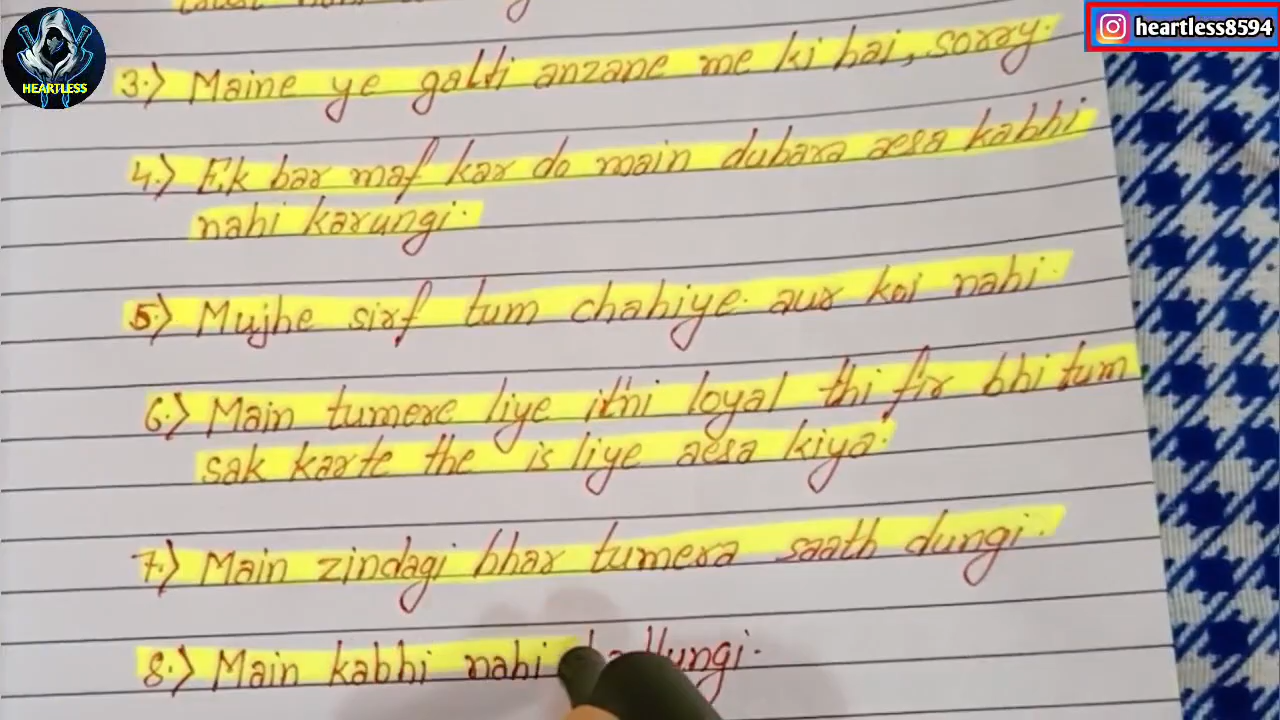 HEARTLESS
heartless8594
3.) Maine ye galti anzane me ki hai, sorry.
4.) Ek bar maf kar do main dubara aesa kabhi
nahi karungi.
5.) Mujhe sirf tum chahiye. aur koi nahi.
6.) Main tumere liye itni loyal thi fir bhi tum
sak karte the is liye aesa kiya.
7.) Main zindagi bhar tumera saath dungi.
8.) Main kabhi nahi